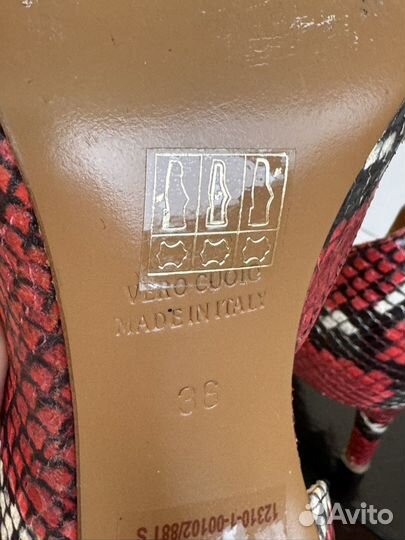 VERO CUOIO
MADE IN ITALY
36
12310-1-00102/881 S
Avito